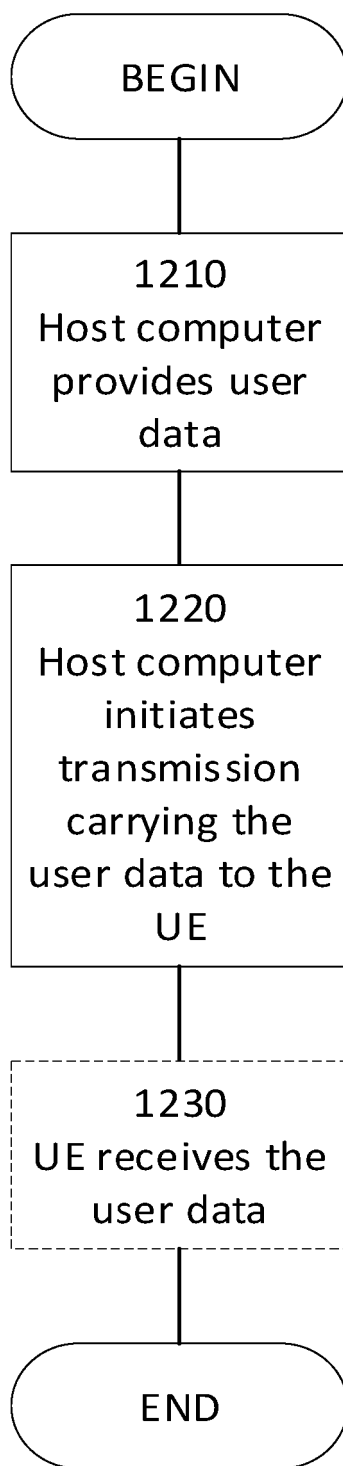 BEGIN
1210
Host computer
provides user
data
1220
Host computer
initiates
transmission
carrying the
user data to the
UE
1230
UE receives the
user data
END